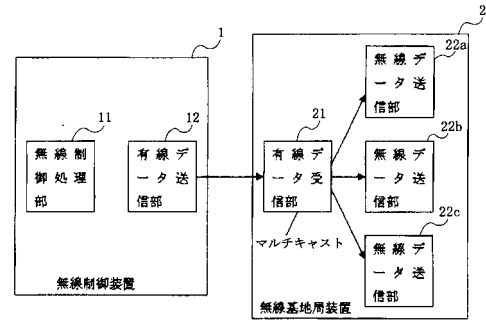 1
2
11
無線制
御処理
部
12
有線デ
ータ送
信部
無線制御装置
21
有線デ
ータ受
信部
マルチキャスト
22a
無線デ
ータ送
信部
22b
無線デ
ータ送
信部
22c
無線デ
ータ送
信部
無線基地局装置